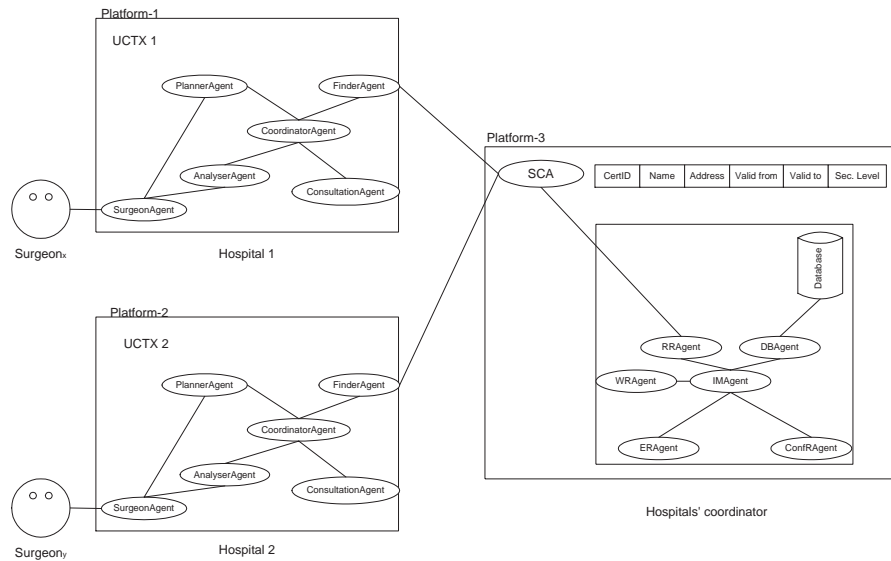 Platform-1
UCTX 1
PlannerAgent
FinderAgent
CoordinatorAgent
AnalyserAgent
ConsultationAgent
SurgeonAgent
Surgeonx
Hospital 1
Platform-2
UCTX 2
PlannerAgent
FinderAgent
CoordinatorAgent
AnalyserAgent
ConsultationAgent
SurgeonAgent
Surgeony
Hospital 2
Platform-3
SCA
CertID Name Address Valid from Valid to Sec. Level
Database
RRAgent
DBAgent
WRAgent
IMAgent
ERAgent
ConfRAgent
Hospitals' coordinator